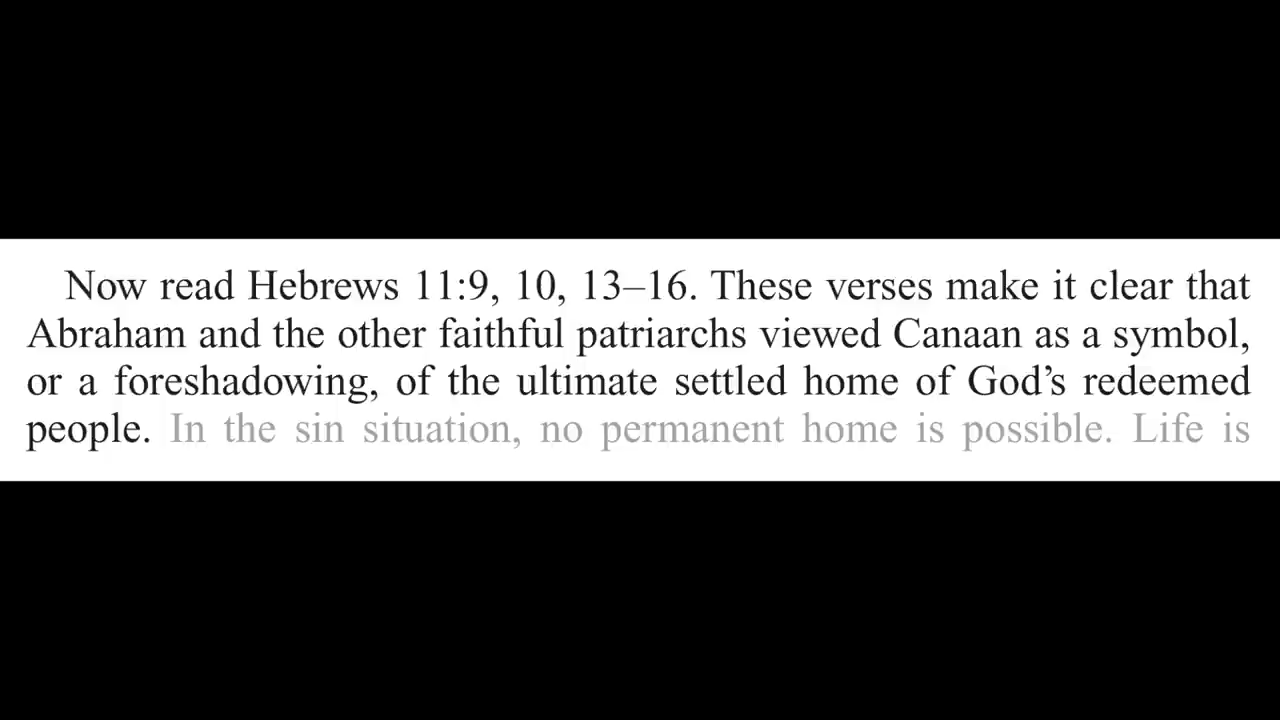 Now read Hebrews 11:9, 10, 13–16. These verses make it clear that
Abraham and the other faithful patriarchs viewed Canaan as a symbol,
or a foreshadowing, of the ultimate settled home of God’s redeemed
people. In the sin situation, no permanent home is possible. Life is